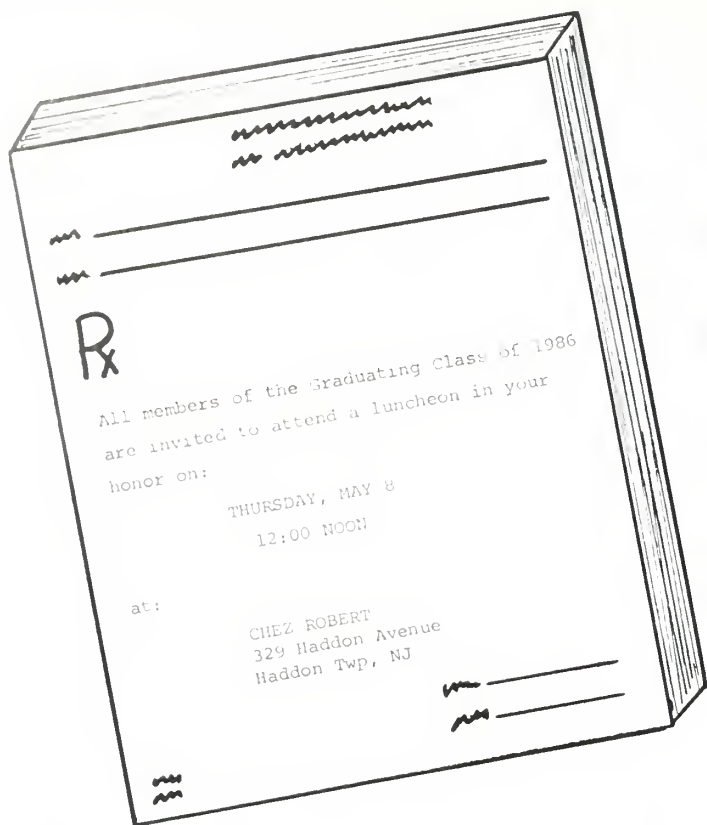 Rx
All members of the Graduating Class of 1986
are invited to attend a luncheon in your
honor on:
THURSDAY, MAY 8
12:00 NOON
at:
CHEZ ROBERT
329 Haddon Avenue
Haddon Twp, NJ